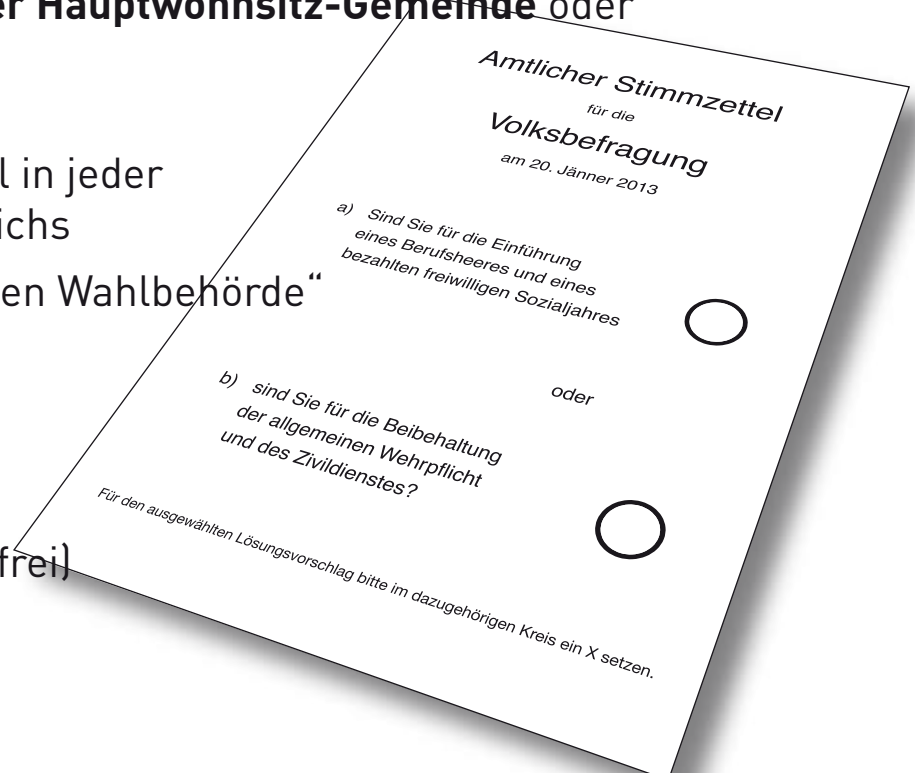 er Hauptwohnsitz-Gemeinde oder
l in jeder
ichs
en Wahlbehörde“
frei)
Amtlicher Stimmzettel
für die
Volksbefragung
am 20. Jänner 2013
a) Sind Sie für die Einführung
eines Berufsheeres und eines
bezahlten freiwilligen Sozialjahres
oder
b) sind Sie für die Beibehaltung
der allgemeinen Wehrpflicht
und des Zivildienstes?
Für den ausgewählten Lösungsvorschlag bitte im dazugehörigen Kreis ein X setzen.